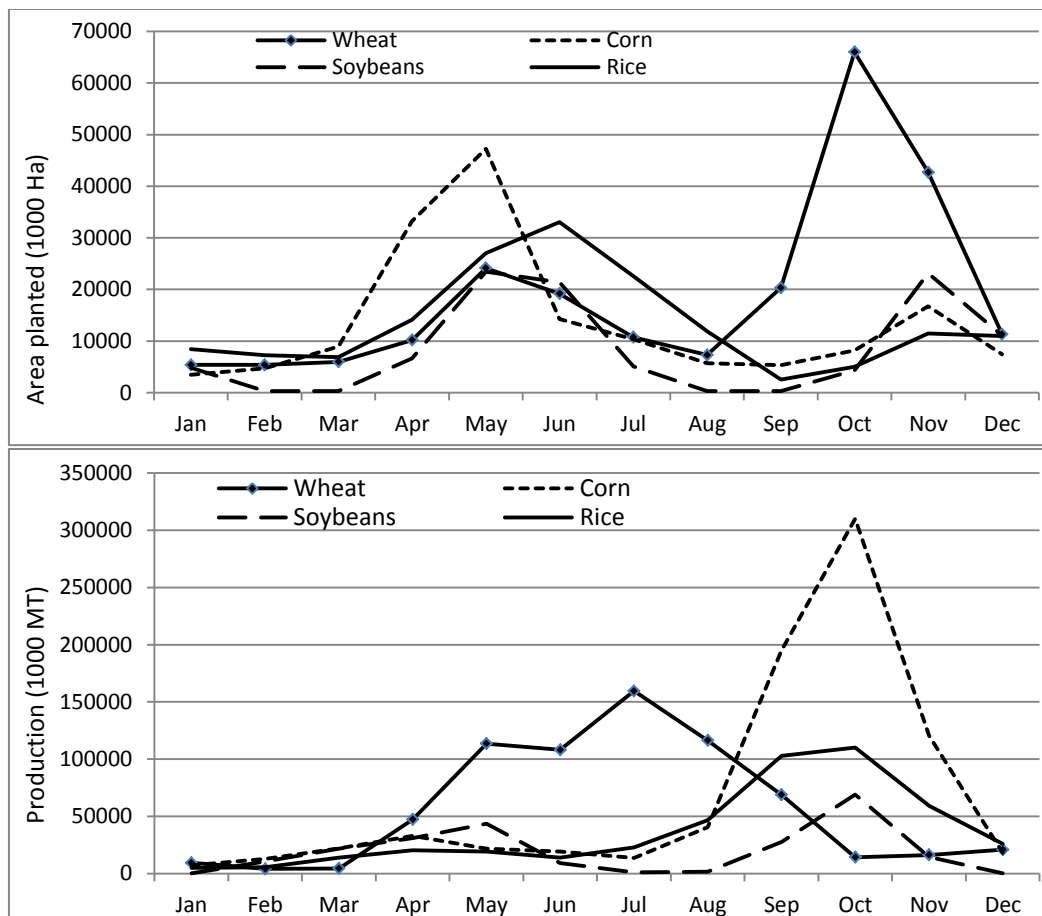 70000
60000
50000
40000
30000
20000
10000
0
Area planted (1000 Ha)
Wheat Corn
Soybeans Rice
Jan Feb Mar Apr May Jun Jul Aug Sep Oct Nov Dec
350000
300000
250000
200000
150000
100000
50000
0
Production (1000 MT)
Wheat Corn
Soybeans Rice
Jan Feb Mar Apr May Jun Jul Aug Sep Oct Nov Dec